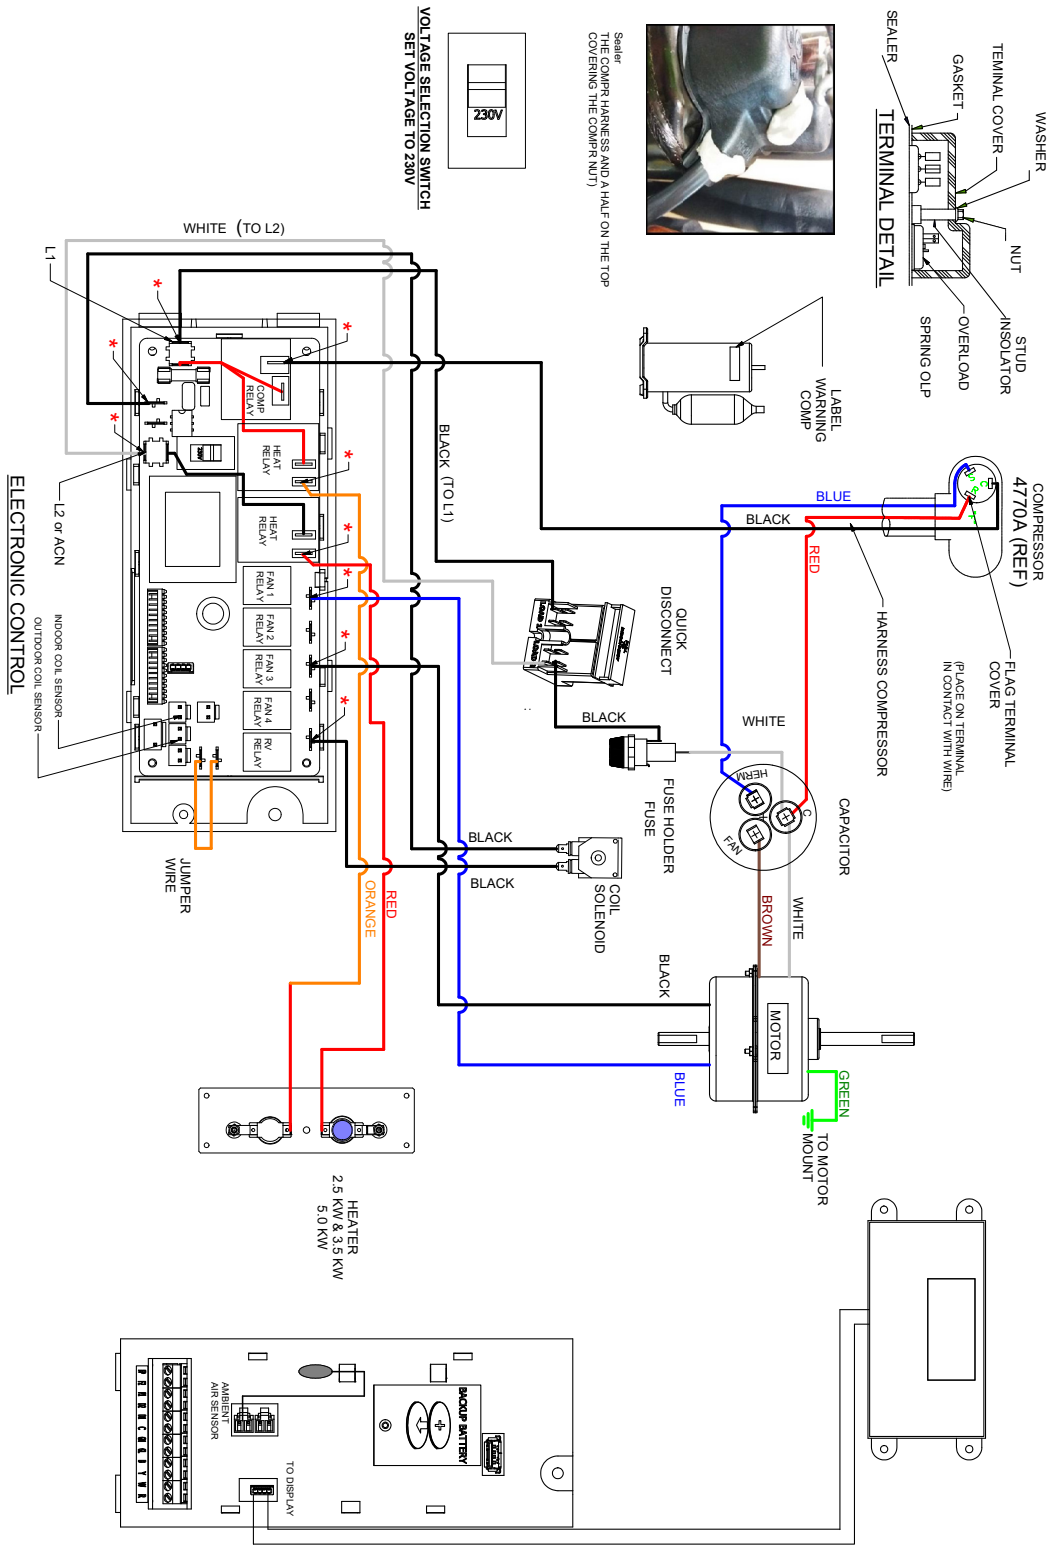 WASHER
TEMINAL COVER
GASKET
SEALER
NUT
STUD
INSOLATOR
OVERLOAD
SPRING OLP
TERMINAL DETAIL
Sealer
THE COMPR HARNESS AND A HALF ON THE TOP
COVERING THE COMPR NUT)
230V
VOLTAGE SELECTION SWITCH
SET VOLTAGE TO 230V
LABEL
WARNING
COMP
COMPRESSOR
4770A (REF)
C
S
R
FLAG TERMINAL
COVER
(PLACE ON TERMINAL
IN CONTACT WITH WIRE)
HARNESS COMPRESSOR
BLUE
BLACK
RED
WHITE (TO L2)
BLACK (TO L1)
L1
L2 or ACN
COMP
RELAY
HEAT
RELAY
HEAT
RELAY
230V
FAN 1
RELAY
FAN 2
RELAY
FAN 3
RELAY
FAN 4
RELAY
RV
RELAY
ELECTRONIC CONTROL
INDOOR COIL SENSOR
OUTDOOR COIL SENSOR
JUMPER
WIRE
QUICK
DISCONNECT
BLACK
WHITE
FUSE HOLDER
FUSE
CAPACITOR
HERM
C
FAN
COIL
SOLENOID
BLACK
BLACK
RED
ORANGE
WHITE
BROWN
BLACK
BLUE
MOTOR
GREEN
TO MOTOR
MOUNT
HEATER
2.5 KW & 3.5 KW
5.0 KW
BACKUP BATTERY
AMBIENT
AIR SENSOR
TO DISPLAY